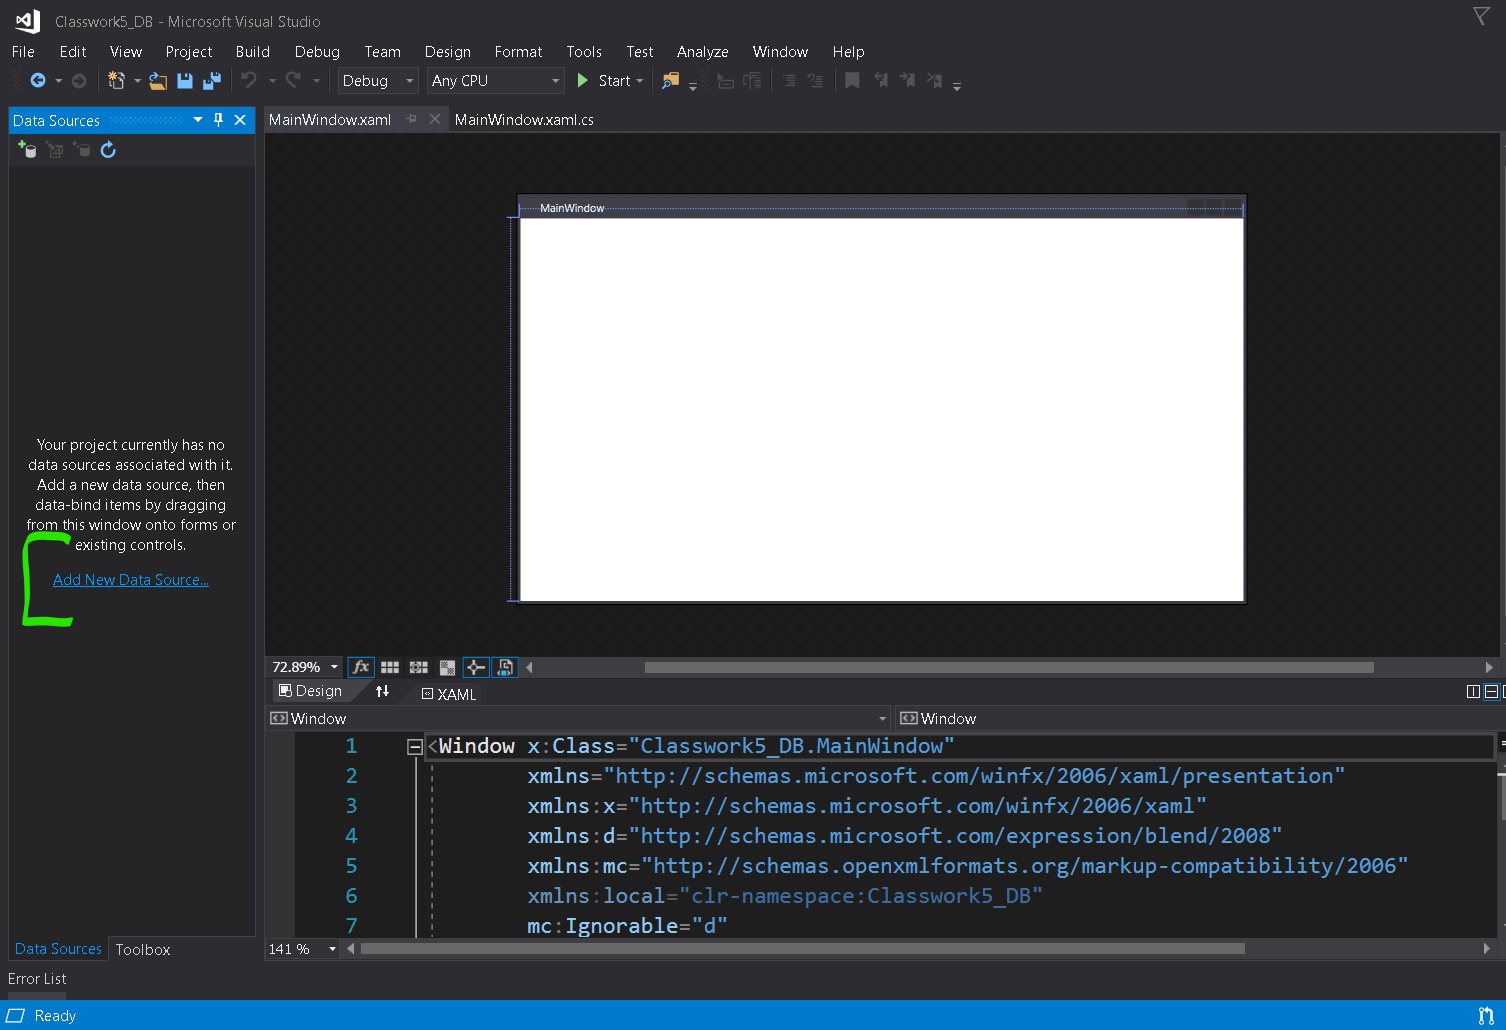 Classwork5_DB - Microsoft Visual Studio
File Edit View Project Build Debug Team Design Format Tools Test Analyze Window Help
Debug Any CPU Start
Data Sources
MainWindow.xaml MainWindow.xaml.cs
MainWindow
Your project currently has no
data sources associated with it.
Add a new data source, then
data-bind items by dragging
from this window onto forms or
existing controls.
Add New Data Source...
72.89% fx
Design XAML
Window Window
1 <Window x:Class="Classwork5_DB.MainWindow"
2 xmlns="http://schemas.microsoft.com/winfx/2006/xaml/presentation"
3 xmlns:x="http://schemas.microsoft.com/winfx/2006/xaml"
4 xmlns:d="http://schemas.microsoft.com/expression/blend/2008"
5 xmlns:mc="http://schemas.openxmlformats.org/markup-compatibility/2006"
6 xmlns:local="clr-namespace:Classwork5_DB"
7 mc:Ignorable="d"
141 %
Data Sources Toolbox
Error List
Ready